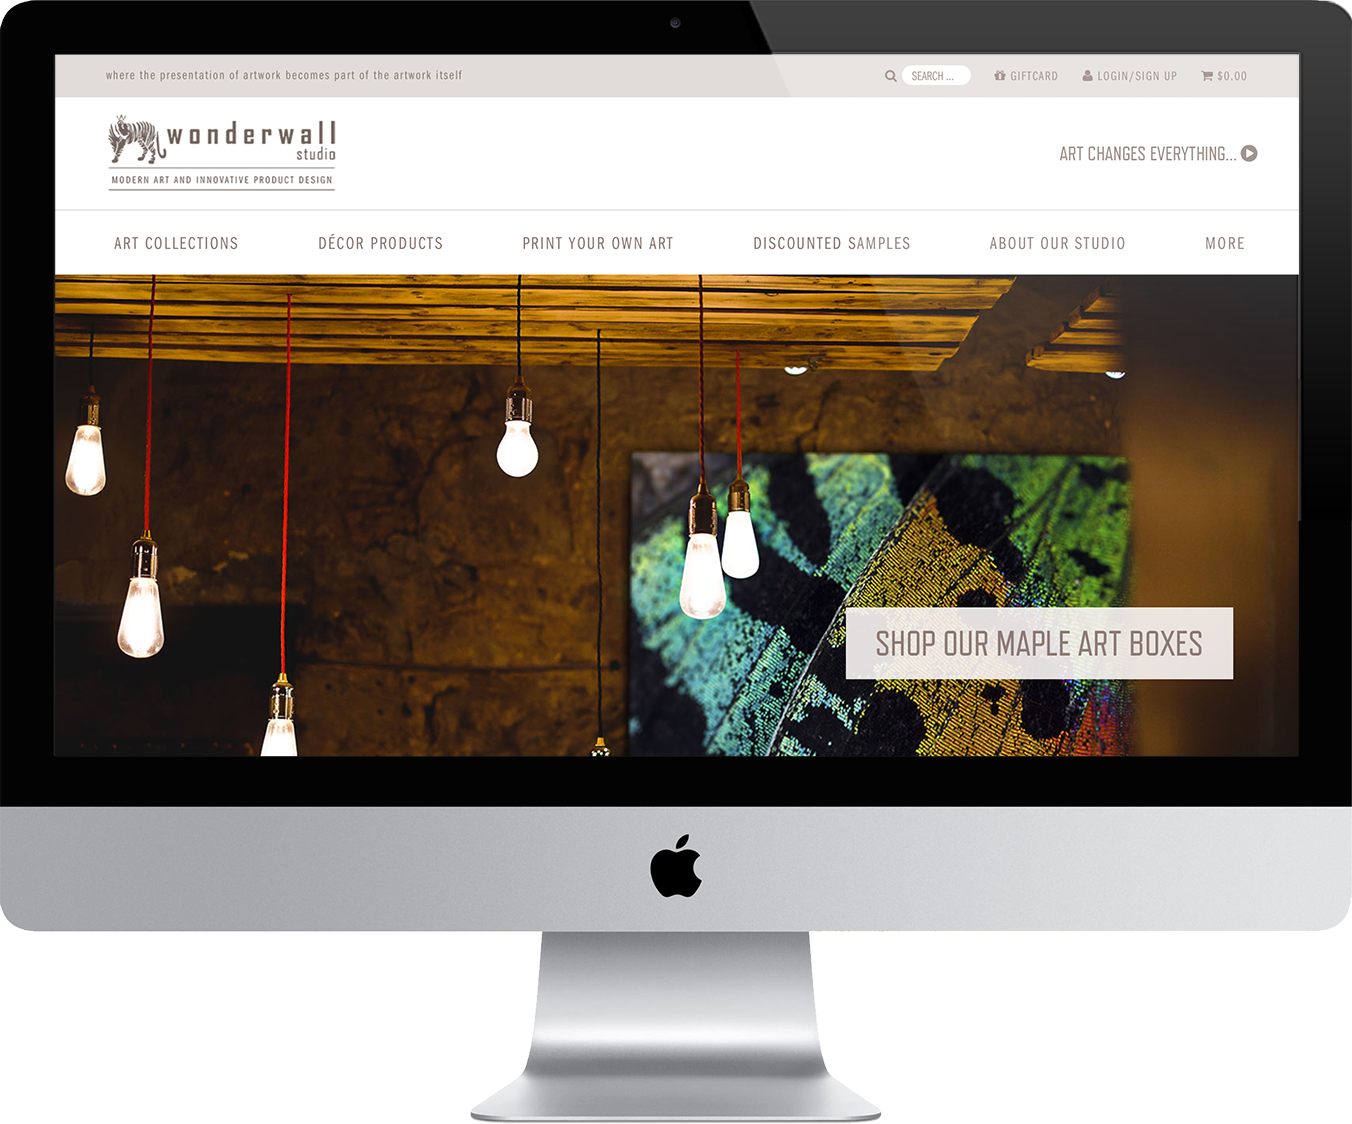 where the presentation of artwork becomes part of the artwork itself
SEARCH ...
GIFTCARD
LOGIN/SIGN UP
$0.00
wonderwall
studio
MODERN ART AND INNOVATIVE PRODUCT DESIGN
ART CHANGES EVERYTHING...
ART COLLECTIONS
DÉCOR PRODUCTS
PRINT YOUR OWN ART
DISCOUNTED SAMPLES
ABOUT OUR STUDIO
MORE
SHOP OUR MAPLE ART BOXES